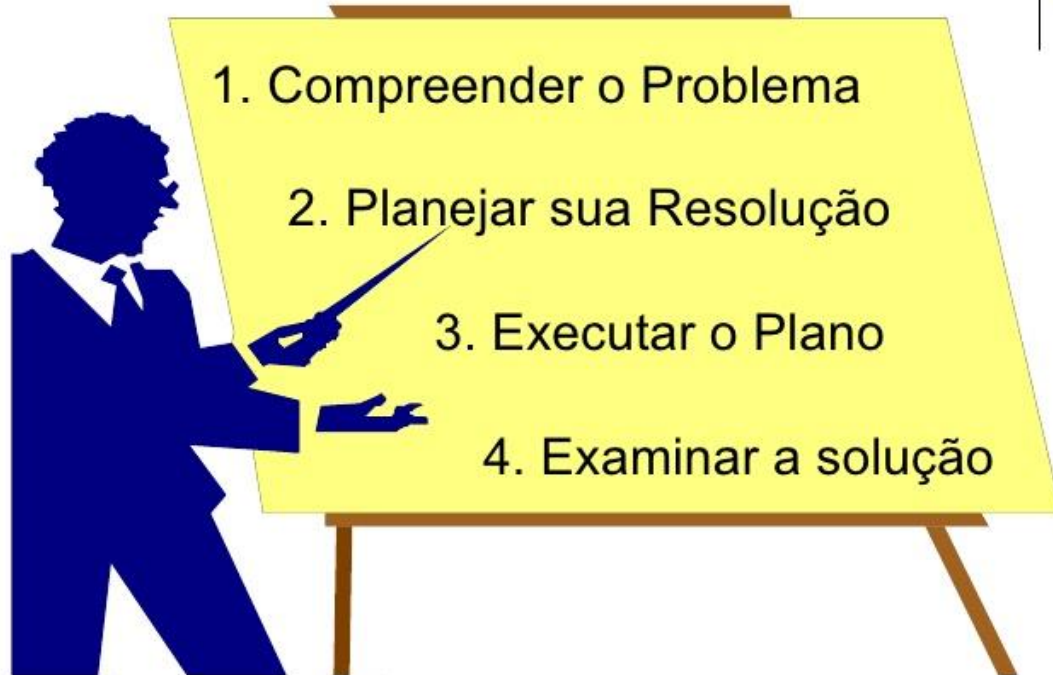 1. Compreender o Problema
2. Planejar sua Resolução
3. Executar o Plano
4. Examinar a solução